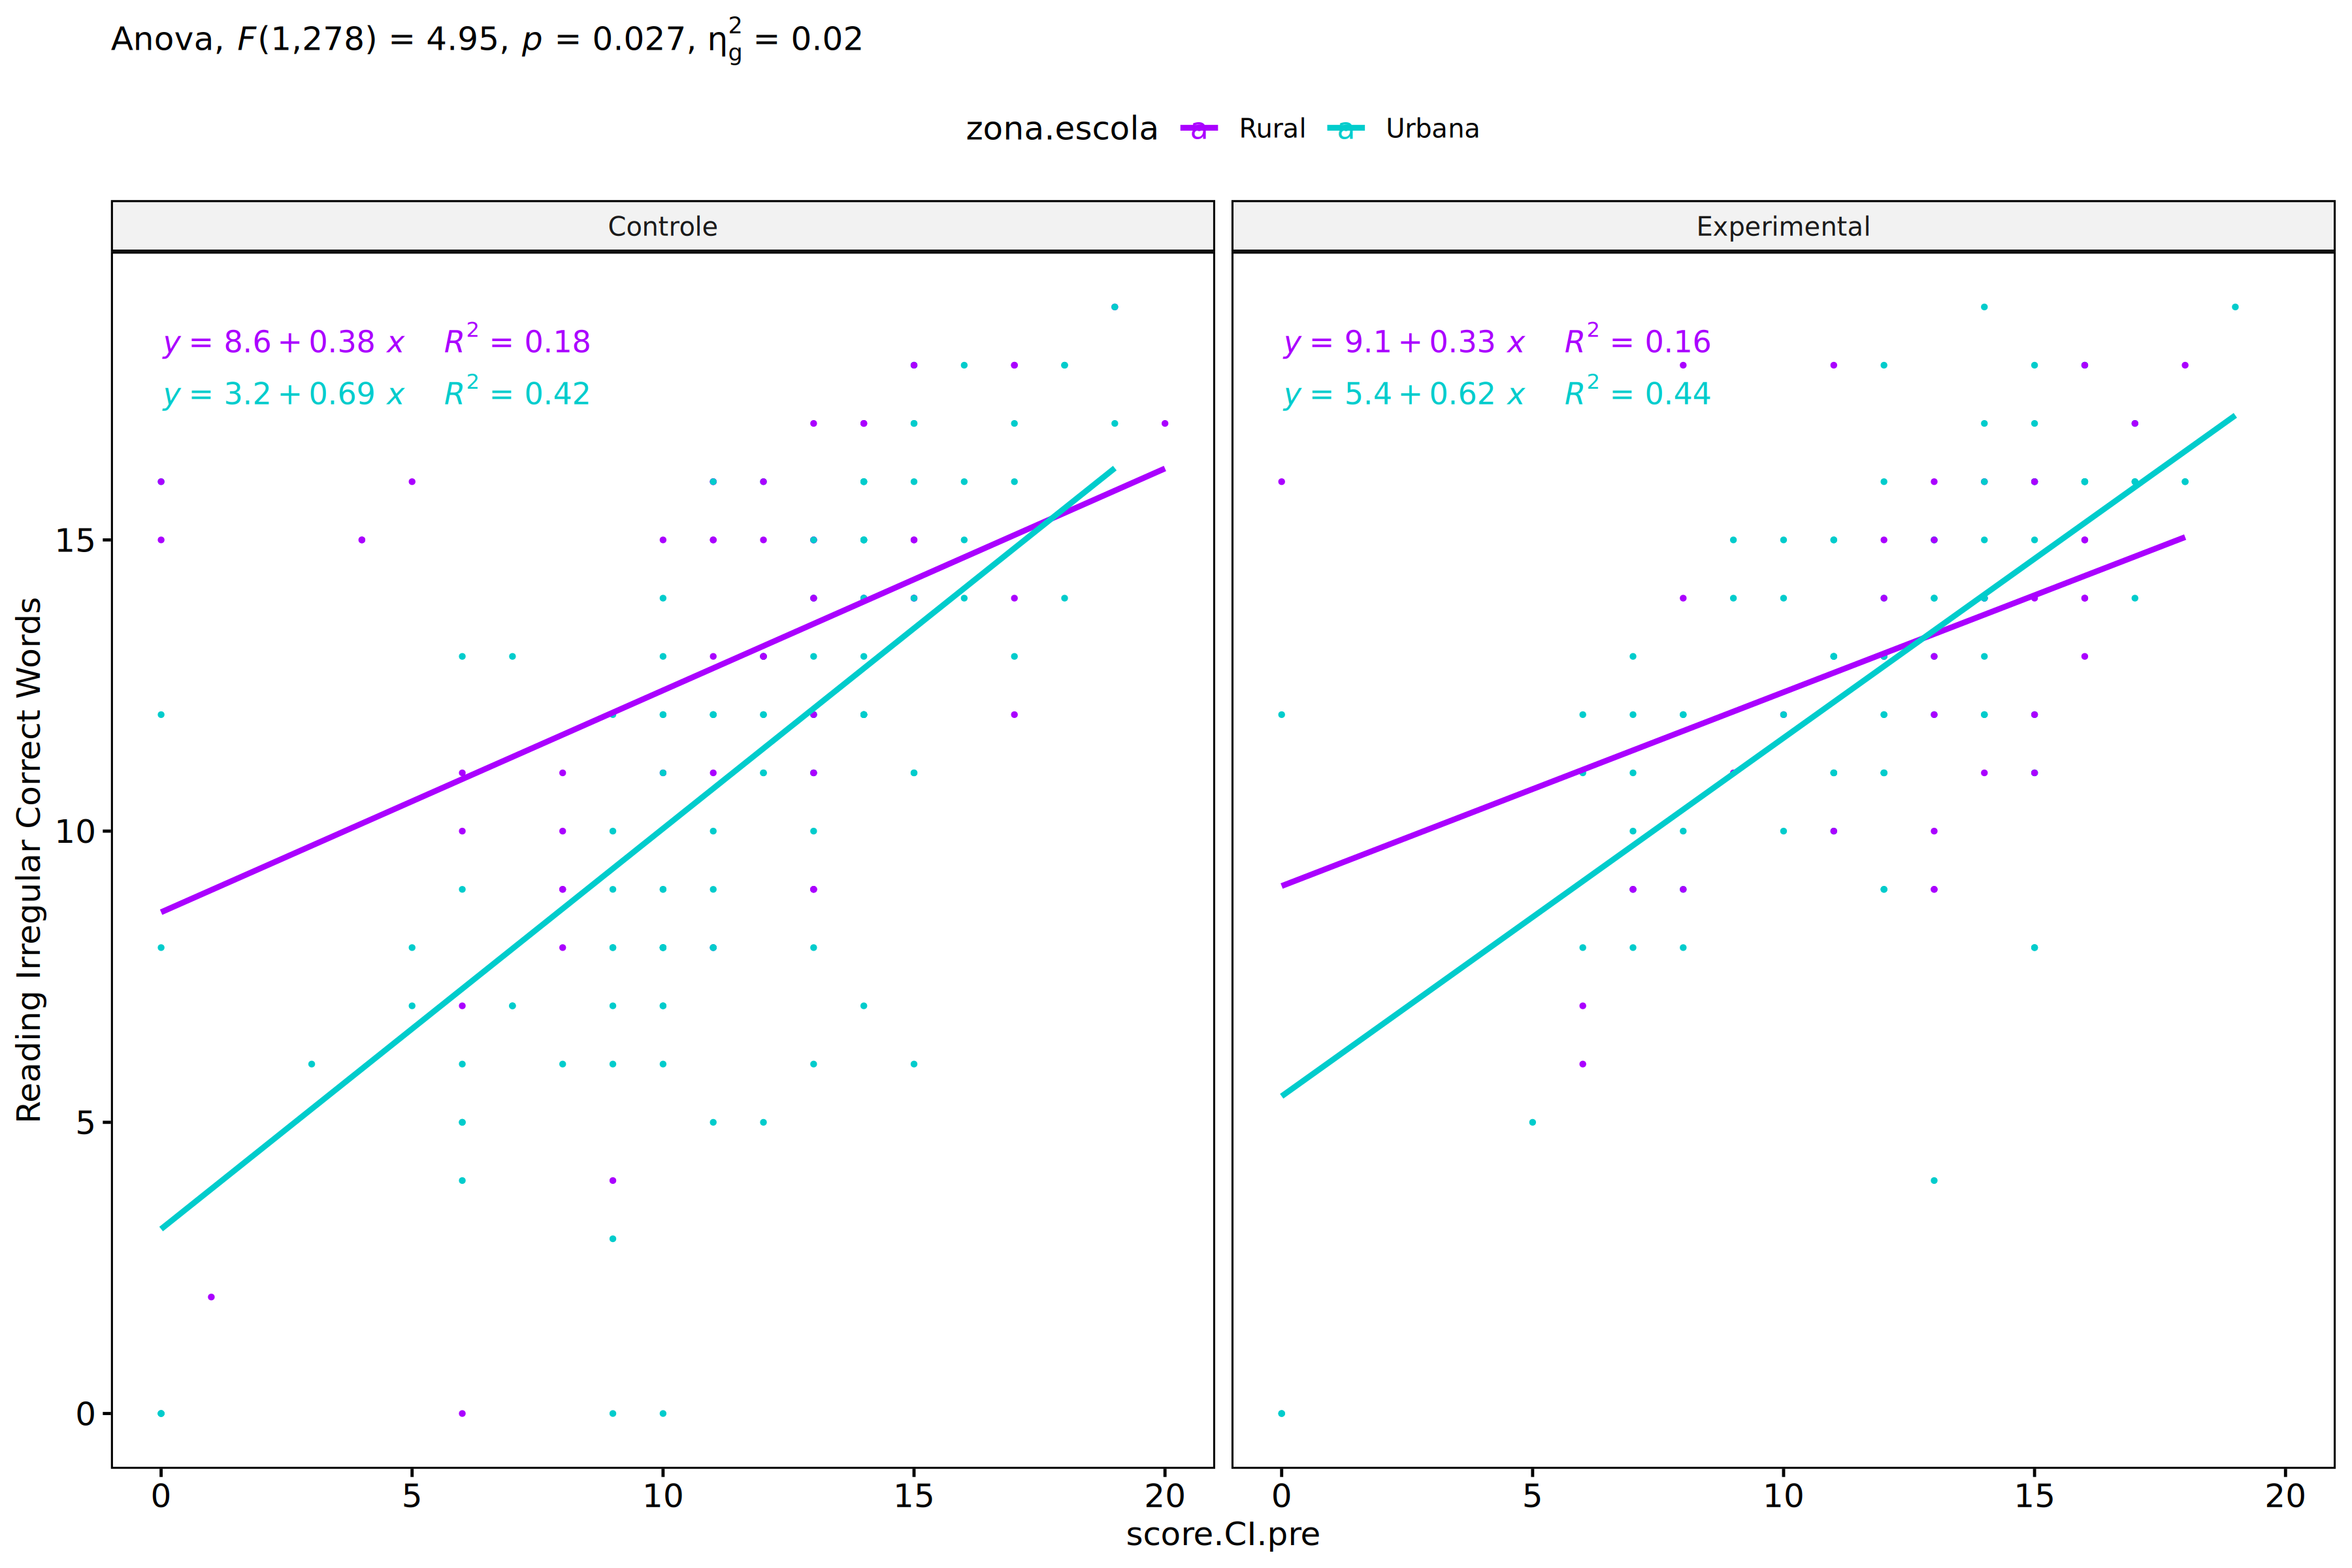 Anova, F(1,278) = 4.95, p = 0.027, η²g = 0.02
zona.escola a Rural a Urbana
Controle
y = 8.6 + 0.38 x R² = 0.18
y = 3.2 + 0.69 x R² = 0.42
Experimental
y = 9.1 + 0.33 x R² = 0.16
y = 5.4 + 0.62 x R² = 0.44
Reading Irregular Correct Words
15
10
5
0
0 5 10 15 20
0 5 10 15 20
score.CI.pre